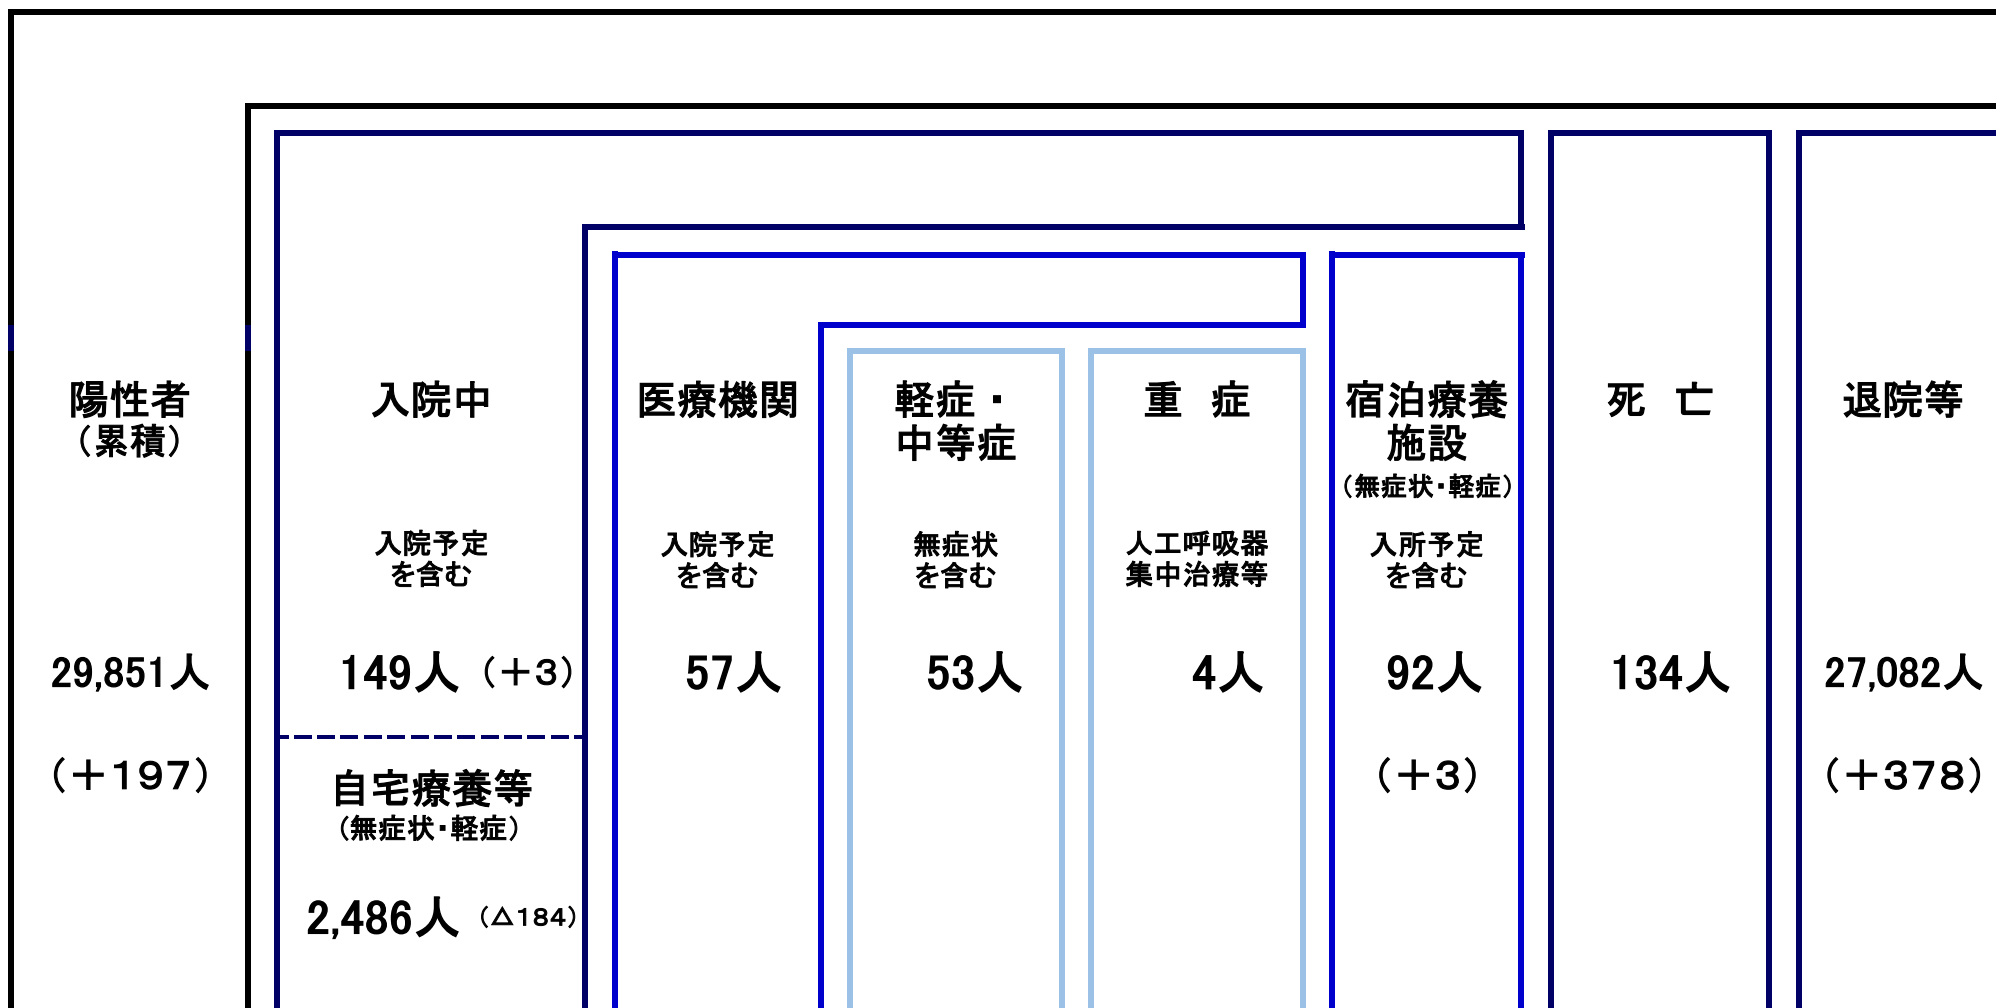 陽性者
（累積）
29,851人
（＋197）
入院中
入院予定
を含む
149人（＋3）
自宅療養等
（無症状・軽症）
2,486人（△184）
医療機関
入院予定
を含む
57人
軽症・
中等症
無症状
を含む
53人
重　症
人工呼吸器
集中治療等
4人
宿泊療養
施設
（無症状・軽症）
入所予定
を含む
92人
（＋3）
死　亡
134人
退院等
27,082人
（＋378）